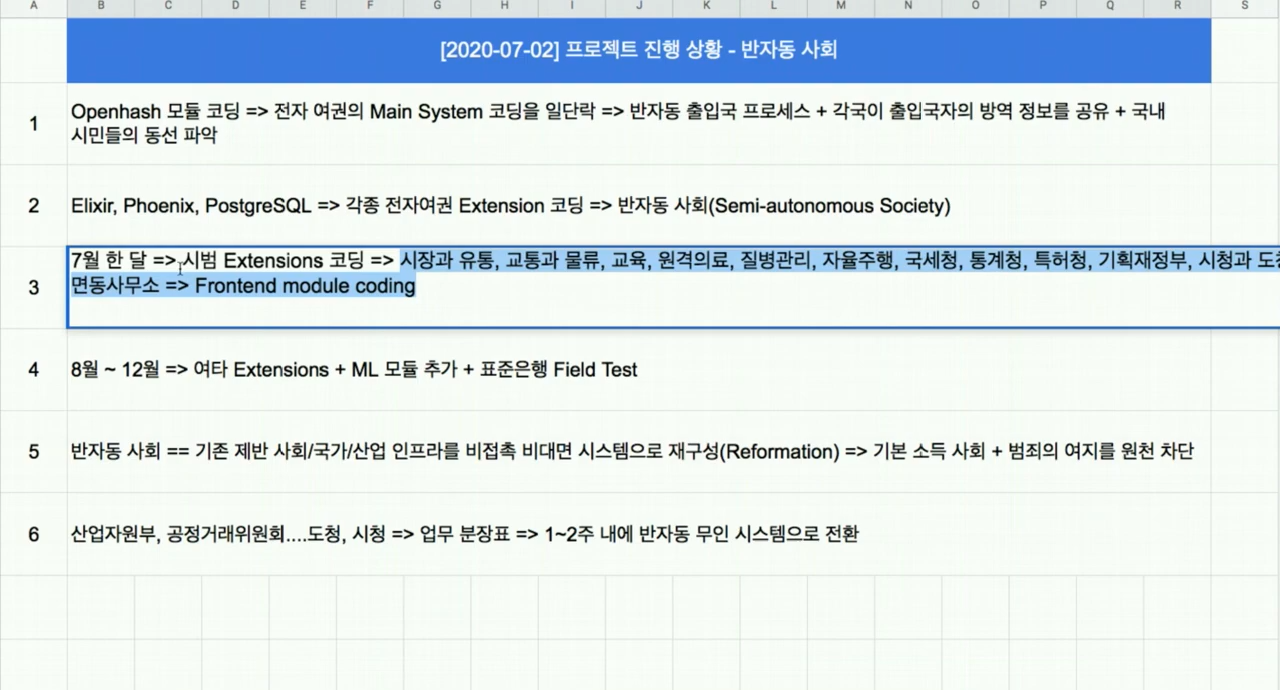 A B C D E F G H I J K L M N O P Q R S
[2020-07-02] 프로젝트 진행 상황 - 반자동 사회
1 Openhash 모듈 코딩 => 전자 여권의 Main System 코딩을 일단락 => 반자동 출입국 프로세스 + 각국이 출입국자의 방역 정보를 공유 + 국내
시민들의 동선 파악
2 Elixir, Phoenix, PostgreSQL => 각종 전자여권 Extension 코딩 => 반자동 사회(Semi-autonomous Society)
3 7월 한 달 => 시범 Extensions 코딩 => 시장과 유통, 교통과 물류, 교육, 원격의료, 질병관리, 자율주행, 국세청, 통계청, 특허청, 기획재정부, 시청과
면동사무소 => Frontend module coding
4 8월 ~ 12월 => 여타 Extensions + ML 모듈 추가 + 표준은행 Field Test
5 반자동 사회 == 기존 제반 사회/국가/산업 인프라를 비접촉 비대면 시스템으로 재구성(Reformation) => 기본 소득 사회 + 범죄의 여지를 원천 차단
6 산업자원부, 공정거래위원회....도청, 시청 => 업무 분장표 => 1~2주 내에 반자동 무인 시스템으로 전환